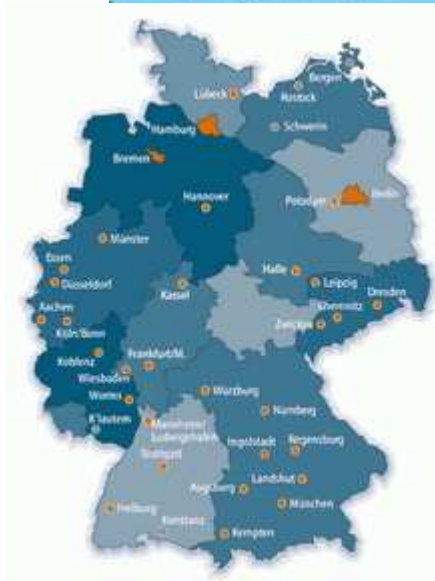 Bergen
Lübeck
Rostock
Hamburg
Schwerin
Bremen
Hannover
Potsdam
Berlin
Münster
Essen
Halle
Leipzig
Düsseldorf
Kassel
Dresden
Aachen
Chemnitz
Köln/Bonn
Zwickau
Koblenz
Frankfurt/M.
Wiesbaden
Würzburg
Worms
Nürnberg
K'lautern
Mannheim/
Ludwigshafen
Ingolstadt
Regensburg
Stuttgart
Augsburg
Landshut
München
Freiburg
Konstanz
Kempten